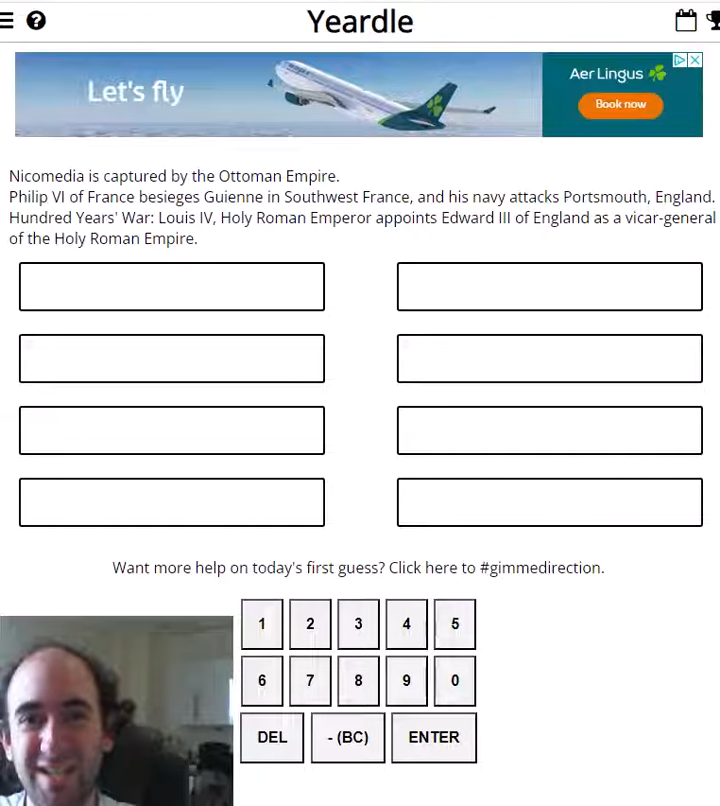 Yeardle
Let's fly
Aer Lingus
Book now
Nicomedia is captured by the Ottoman Empire.
Philip VI of France besieges Guienne in Southwest France, and his navy attacks Portsmouth, England.
Hundred Years' War: Louis IV, Holy Roman Emperor appoints Edward III of England as a vicar-general
of the Holy Roman Empire.
Want more help on today's first guess? Click here to #gimmedirection.
1 2 3 4 5
6 7 8 9 0
DEL - (BC) ENTER